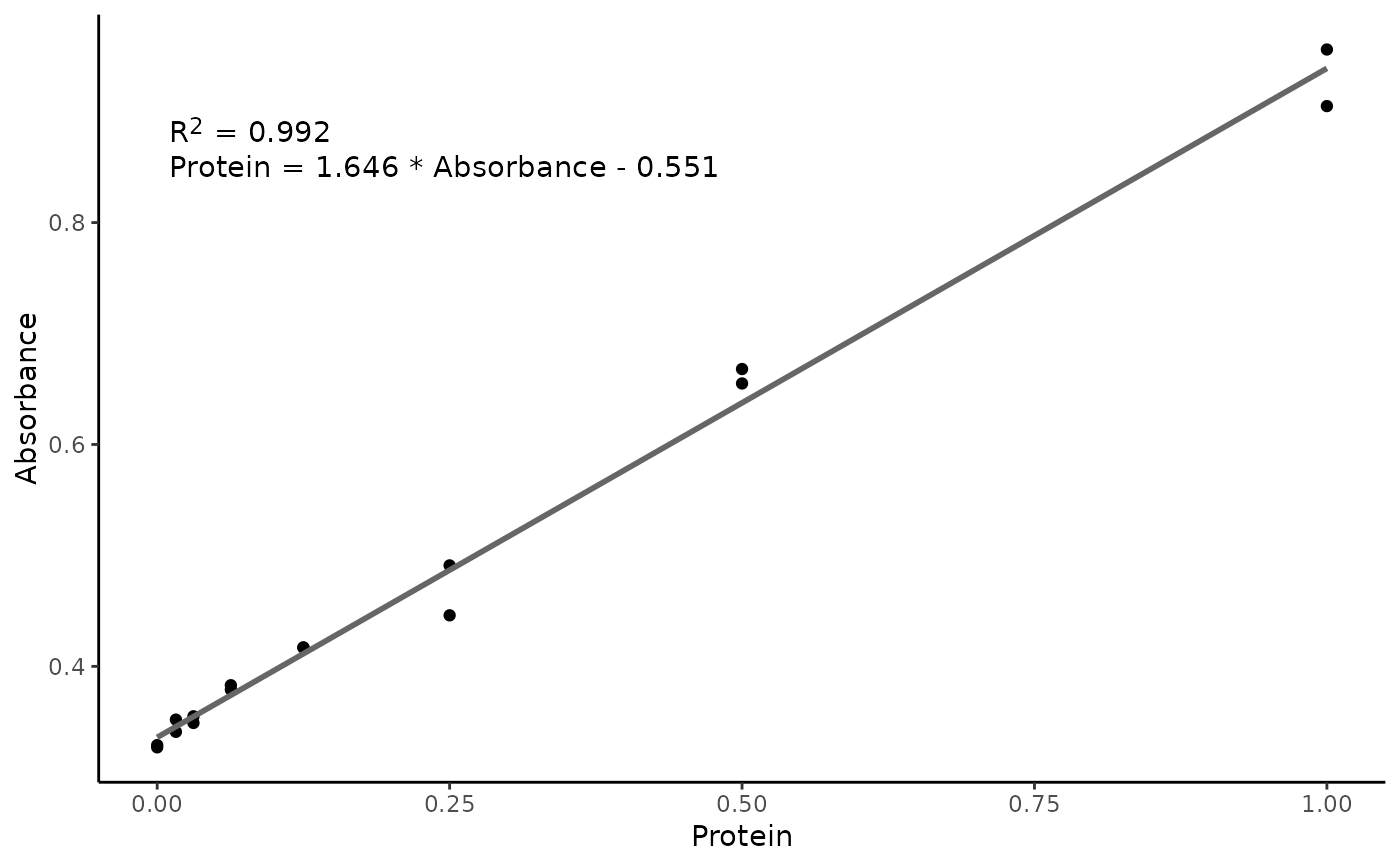 R² = 0.992
Protein = 1.646 * Absorbance - 0.551
Absorbance
0.8
0.6
0.4
0.00 0.25 0.50 0.75 1.00
Protein